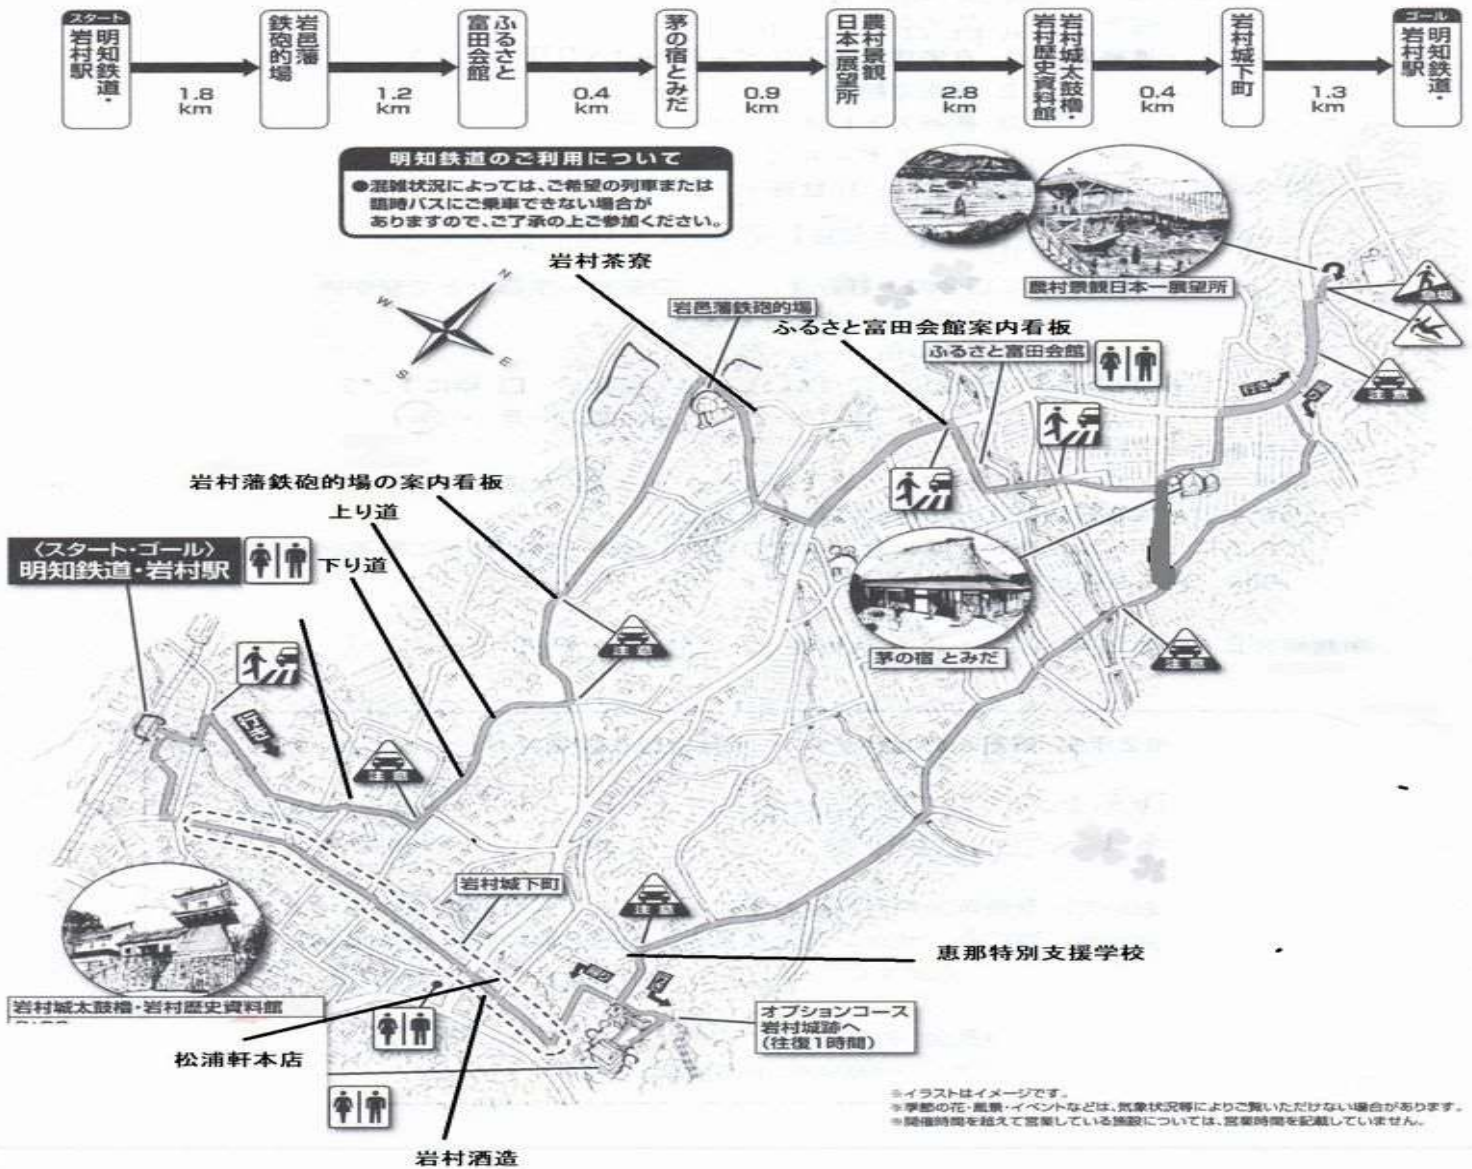 スタート
明知鉄道・
岩村駅
岩邑藩
鉄砲的場
ふるさと
富田会館
茅の宿とみだ
農村景観
日本一展望所
岩村城太鼓櫓・
岩村歴史資料館
岩村城下町
ゴール
明知鉄道・
岩村駅
1.8
km
1.2
km
0.4
km
0.9
km
2.8
km
0.4
km
1.3
km
明知鉄道のご利用について
●混雑状況によっては、ご希望の列車または
臨時バスにご乗車できない場合が
ありますので、ご了承の上ご参加ください。
岩村茶寮
N
W
E
S
岩邑藩鉄砲的場
農村景観日本一展望所
急坂
ふるさと富田会館案内看板
ふるさと富田会館
行き
注意
岩村藩鉄砲的場の案内看板
上り道
〈スタート・ゴール〉
明知鉄道・岩村駅
下り道
注意
茅の宿 とみだ
注意
行き
注意
岩村城下町
注意
恵那特別支援学校
岩村城太鼓櫓・岩村歴史資料館
オプションコース
岩村城跡へ
(往復1時間)
松浦軒本店
岩村酒造
※イラストはイメージです。
※季節の花・風景・イベントなどは、気象状況等によりご覧いただけない場合があります。
※開催時間を越えて営業している施設については、営業時間を記載していません。